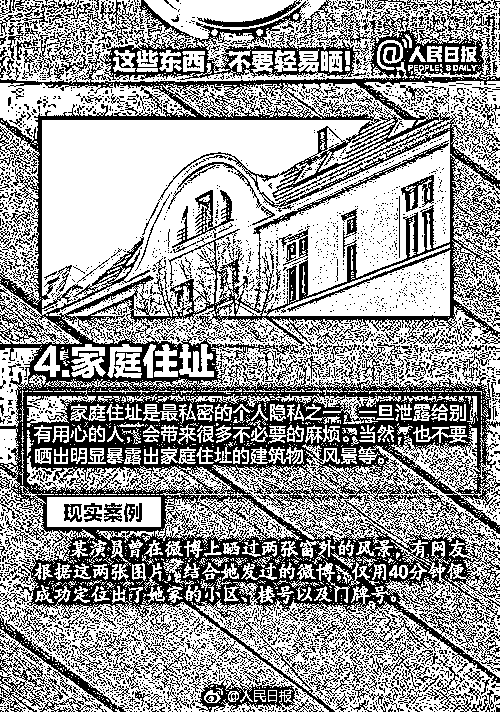 这些东西，不要轻易晒！
@人民日报
PEOPLE'S DAILY
4.家庭住址
家庭住址是最私密的个人隐私之一，一旦泄露给别
有用心的人，会带来很多不必要的麻烦。当然，也不要
晒出明显暴露出家庭住址的建筑物、风景等。
现实案例
某演员曾在微博上晒过两张窗外的风景，有网友
根据这两张图片，结合她发过的微博，仅用40分钟便
成功定位出了她家的小区、楼号以及门牌号。
@人民日报